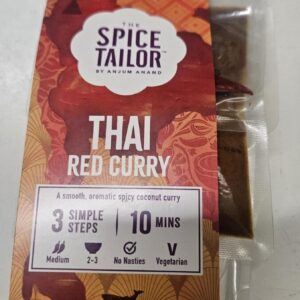 THE
SPICE
TAILOR™
BY ANJUM ANAND
THAI
RED CURRY
A smooth, aromatic spicy coconut curry
3 SIMPLE STEPS
10 MINS
Medium
2-3
No Nasties
V
Vegetarian